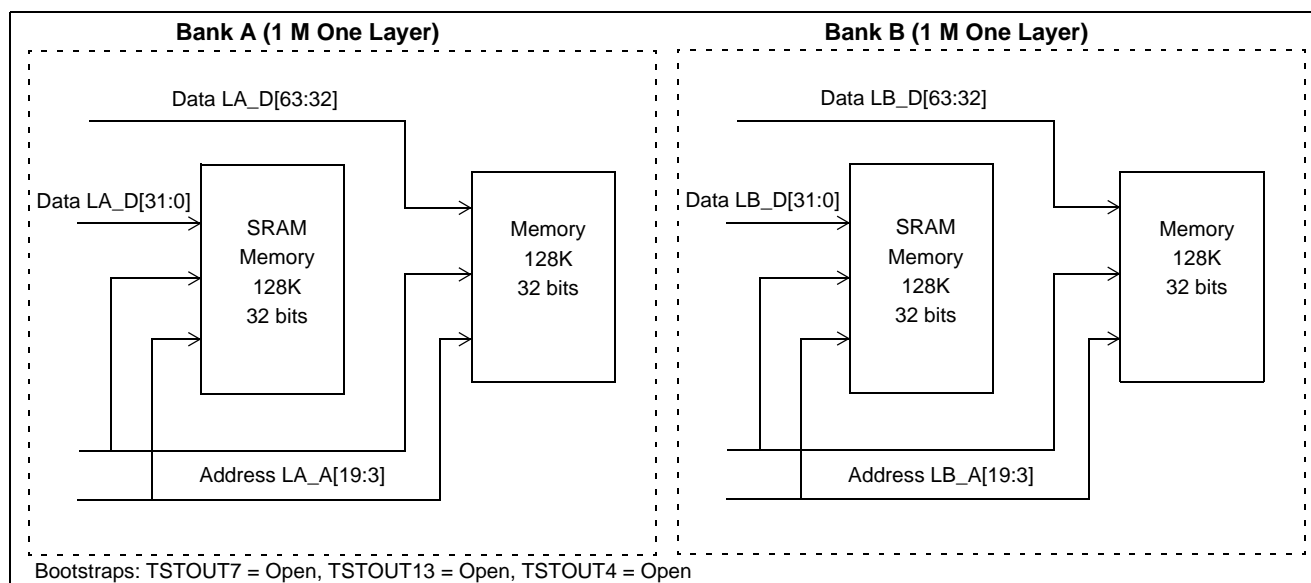 Bank A (1 M One Layer)
Data LA_D[63:32]
Data LA_D[31:0]
SRAM
Memory
128K
32 bits
Memory
128K
32 bits
Address LA_A[19:3]
Bank B (1 M One Layer)
Data LB_D[63:32]
Data LB_D[31:0]
SRAM
Memory
128K
32 bits
Memory
128K
32 bits
Address LB_A[19:3]
Bootstraps: TSTOUT7 = Open, TSTOUT13 = Open, TSTOUT4 = Open